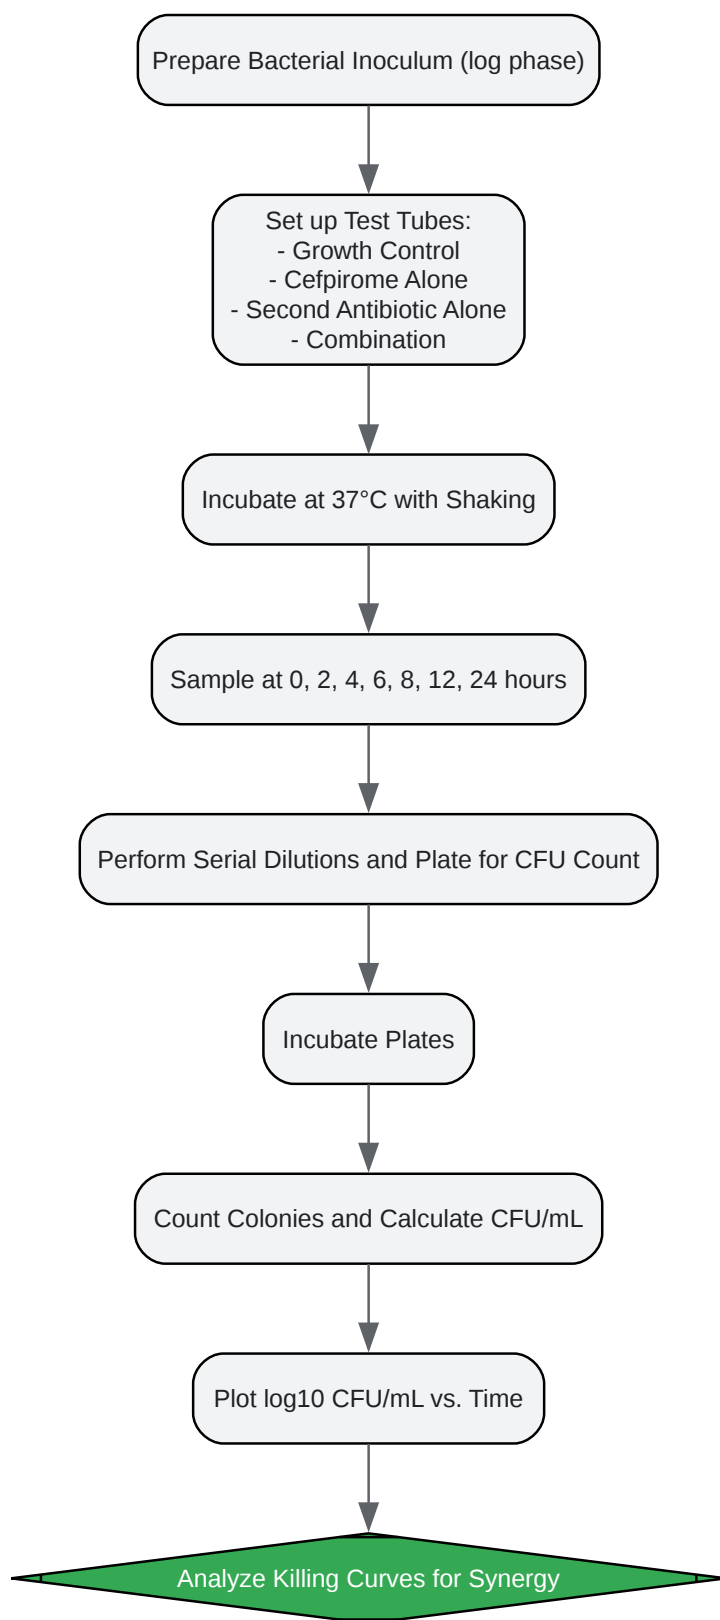 Prepare Bacterial Inoculum (log phase)
Set up Test Tubes:
- Growth Control
- Cefpirome Alone
- Second Antibiotic Alone
- Combination
Incubate at 37°C with Shaking
Sample at 0, 2, 4, 6, 8, 12, 24 hours
Perform Serial Dilutions and Plate for CFU Count
Incubate Plates
Count Colonies and Calculate CFU/mL
Plot log10 CFU/mL vs. Time
Analyze Killing Curves for Synergy